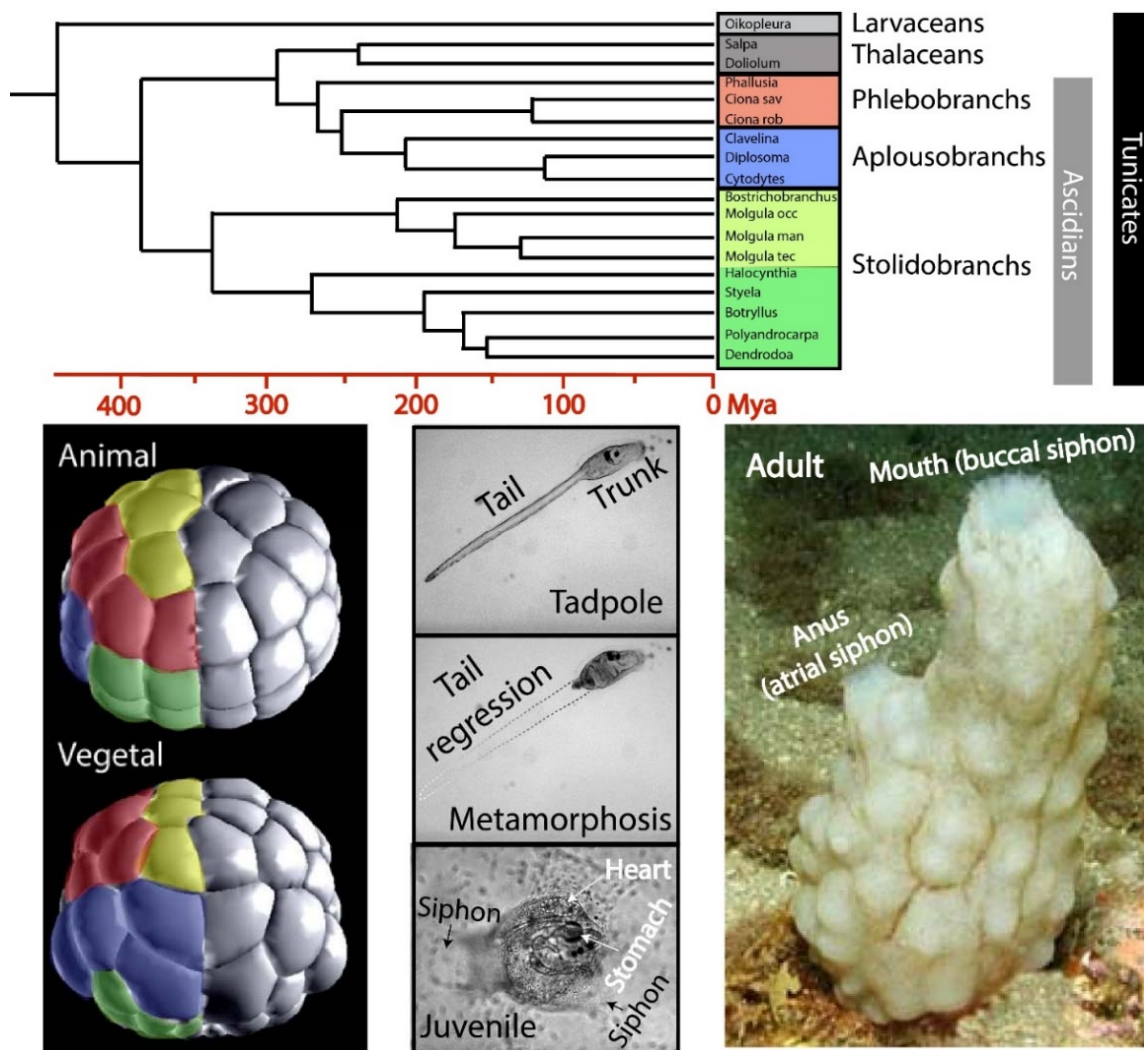 Oikopleura
Larvaceans
Salpa
Doliolum
Thalaceans
Phallusia
Ciona sav
Ciona rob
Phlebobranchs
Clavelina
Diplosoma
Cytodytes
Aplousobranchs
Bostrichobranchus
Molgula occ
Molgula man
Molgula tec
Halocynthia
Styela
Botryllus
Polyandrocarpa
Dendrodoa
Stolidobranchs
Ascidians
Tunicates
400
300
200
100
0 Mya
Animal
Vegetal
Tail
Trunk
Tadpole
Tail
regression
Metamorphosis
Heart
Siphon
Stomach
Siphon
Juvenile
Adult
Mouth (buccal siphon)
Anus
(atrial siphon)